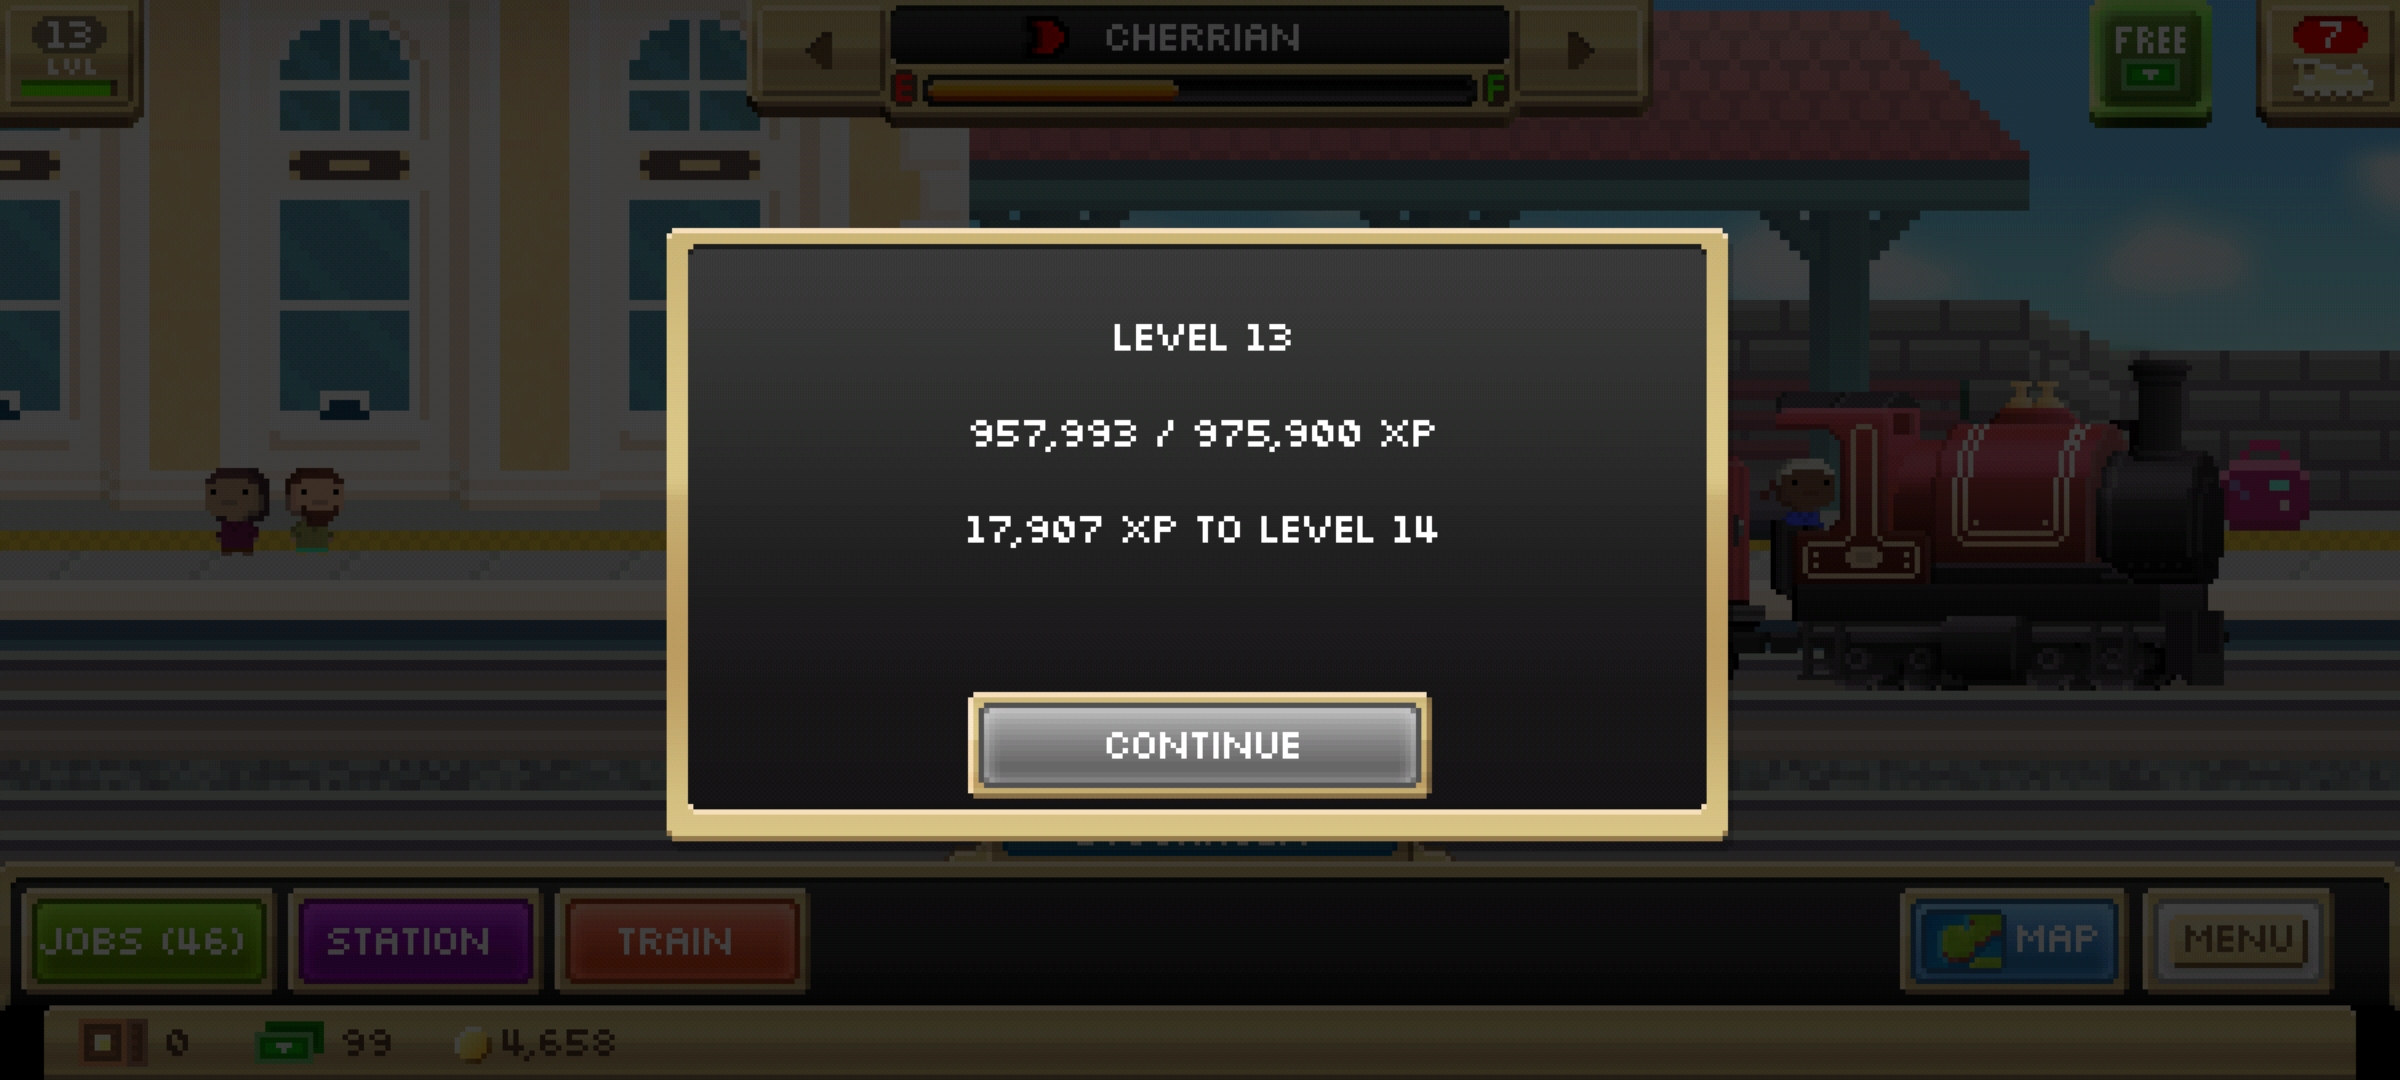 13
LVL
CHERRIAN
E
F
FREE
7
LEVEL 13
957,993 / 975,900 XP
17,907 XP TO LEVEL 14
CONTINUE
JOBS (46)
STATION
TRAIN
MAP
MENU
0
99
4,658